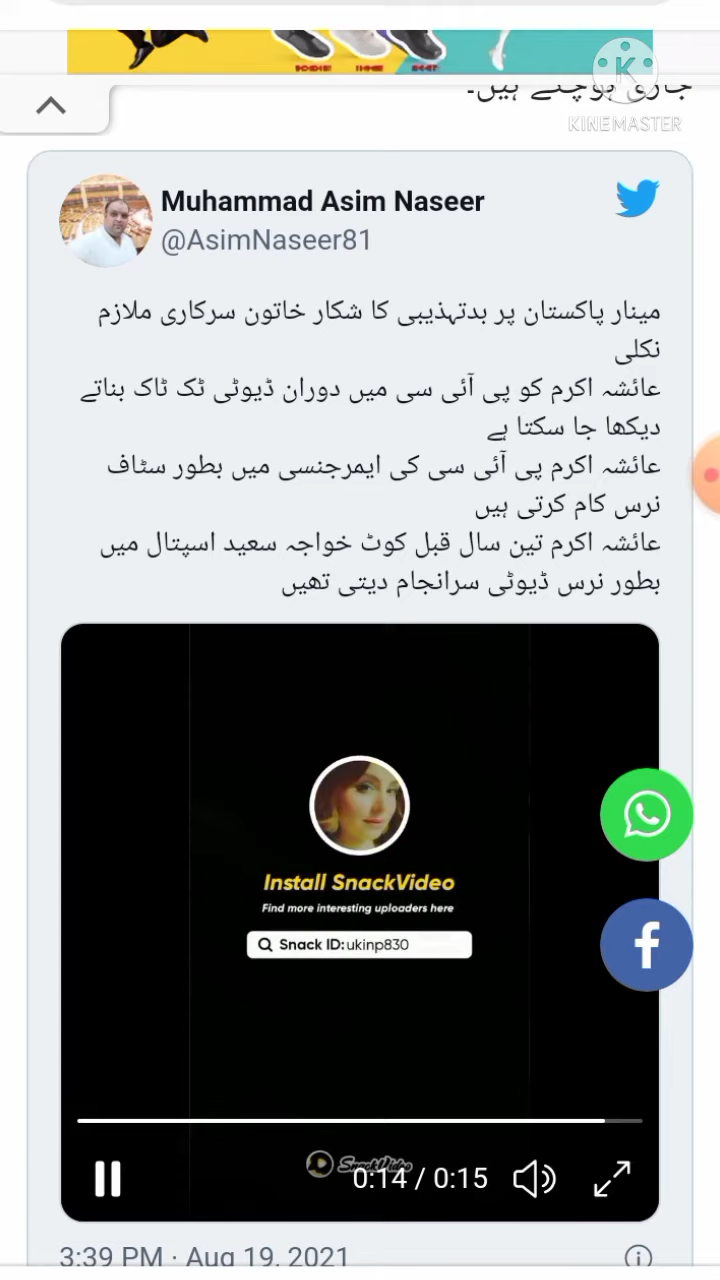 KINEMASTER
جاری ہوچکے ہیں۔
Muhammad Asim Naseer
@AsimNaseer81
مینار پاکستان پر بدتہذیبی کا شکار خاتون سرکاری ملازم
نکلی
عائشہ اکرم کو پی آئی سی میں دوران ڈیوٹی ٹک ٹاک بناتے
دیکھا جا سکتا ہے
عائشہ اکرم پی آئی سی کی ایمرجنسی میں بطور سٹاف
نرس کام کرتی ہیں
عائشہ اکرم تین سال قبل کوٹ خواجہ سعید اسپتال میں
بطور نرس ڈیوٹی سرانجام دیتی تھیں
Install SnackVideo
Find more interesting uploaders here
Snack ID: ukinp830
SnackVideo
0:14 / 0:15
3:39 PM · Aug 19, 2021